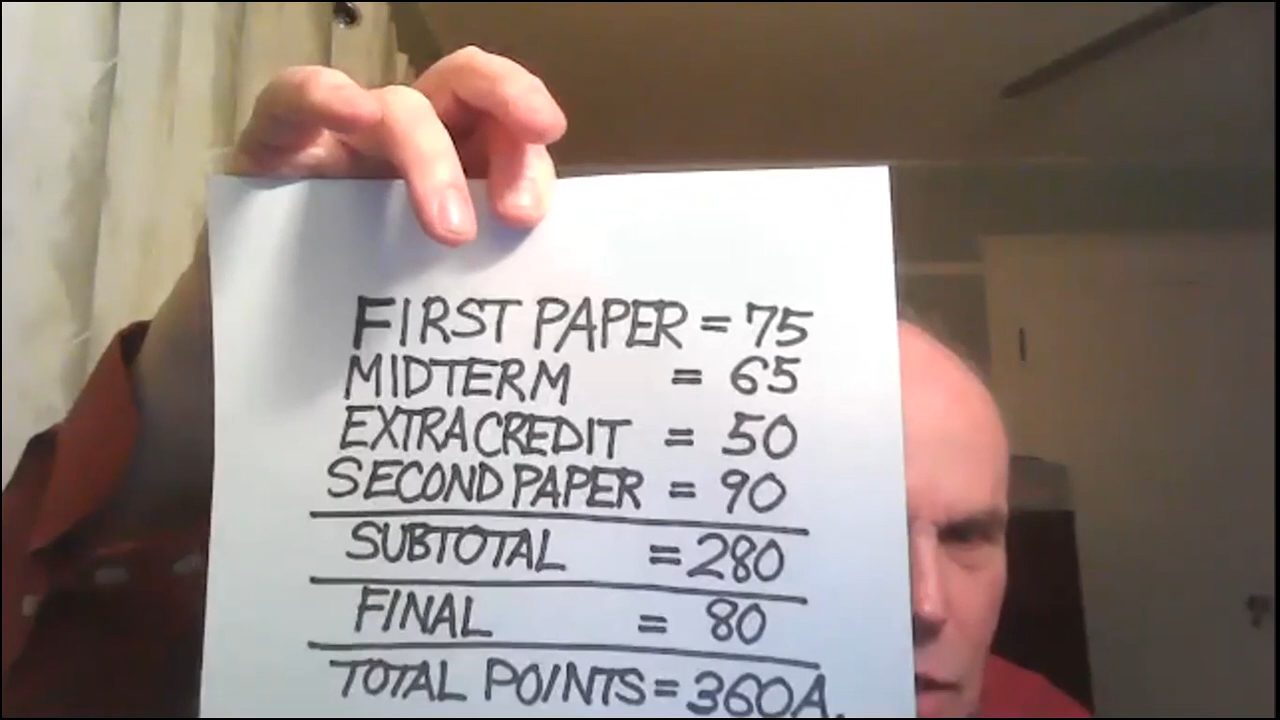 FIRST PAPER = 75
MIDTERM = 65
EXTRA CREDIT = 50
SECOND PAPER = 90
SUBTOTAL = 280
FINAL = 80
TOTAL POINTS = 360A.